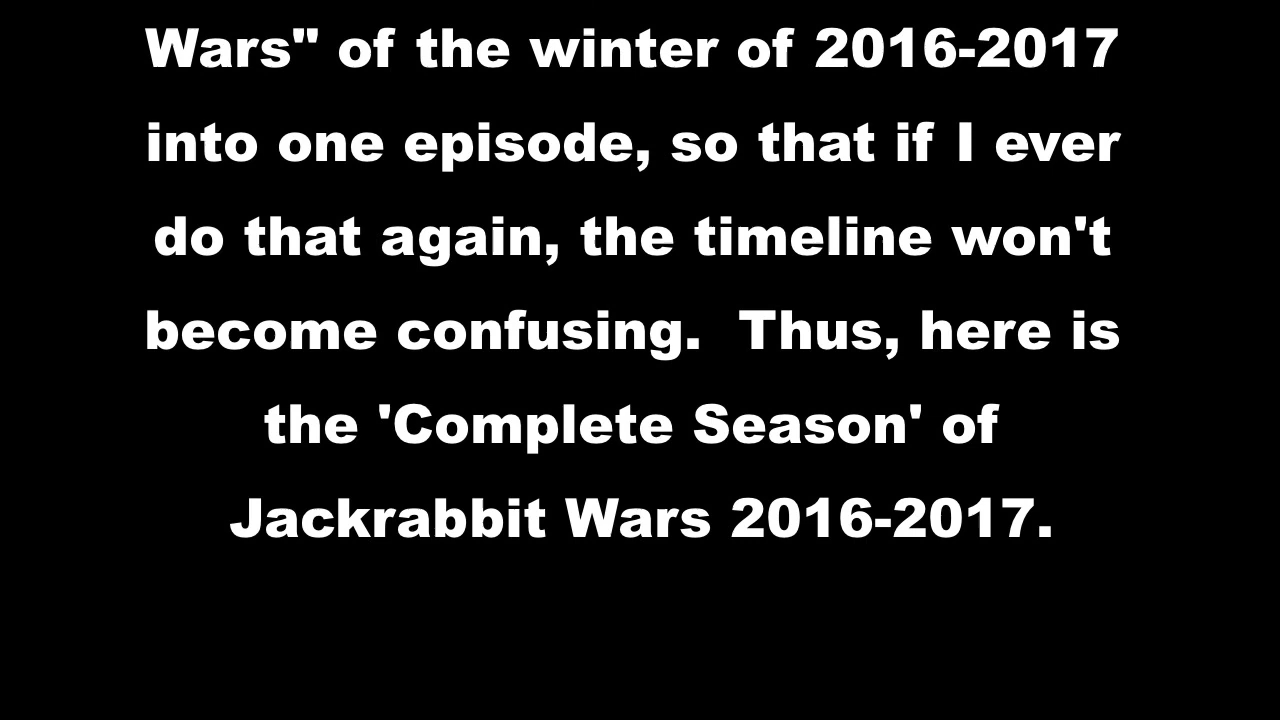 Wars" of the winter of 2016-2017
into one episode, so that if I ever
do that again, the timeline won't
become confusing.  Thus, here is
the 'Complete Season' of
Jackrabbit Wars 2016-2017.